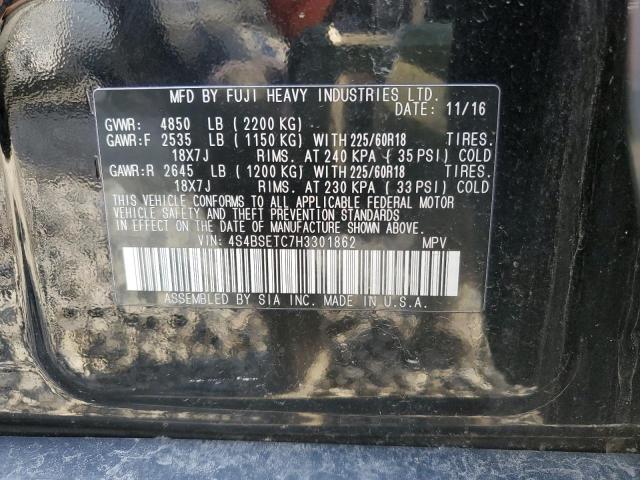 MFD BY FUJI HEAVY INDUSTRIES LTD.
DATE: 11/16
GVWR: 4850 LB (2200 KG)
GAWR:F 2535 LB (1150 KG) WITH 225/60R18 TIRES.
18X7J RIMS. AT 240 KPA (35 PSI) COLD
GAWR:R 2645 LB (1200 KG) WITH 225/60R18 TIRES.
18X7J RIMS. AT 230 KPA (33 PSI) COLD
THIS VEHICLE CONFORMS TO ALL APPLICABLE FEDERAL MOTOR
VEHICLE SAFETY AND THEFT PREVENTION STANDARDS
IN EFFECT ON THE DATE OF MANUFACTURE SHOWN ABOVE.
VIN: 4S4BSETC7H3301862 MPV
ASSEMBLED BY SIA INC. MADE IN U.S.A.